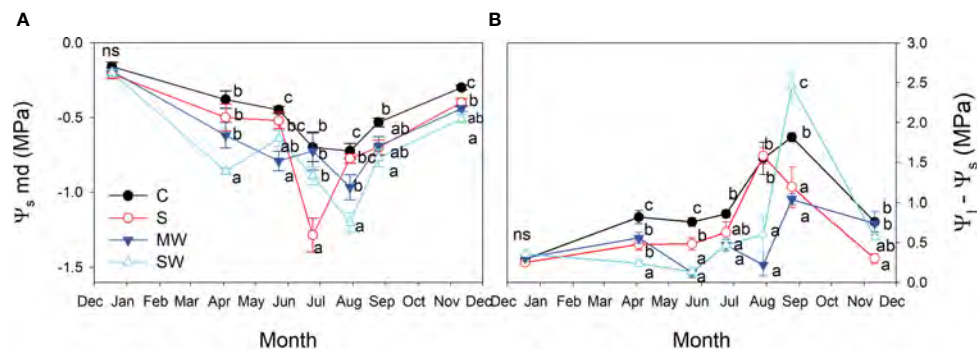 A
B
0.0
-0.5
-1.0
-1.5
Ψs md (MPa)
ns
b
b
b
a
c
bc
a
b
b
a
b
bc
b
a
b
ab
ab
a
c
b
ab
a
C
S
MW
SW
Dec Jan Feb Mar Apr May Jun Jul Aug Sep Oct Nov Dec
Month
ns
c
b
b
a
c
b
a
a
b
ab
a
b
b
a
a
c
b
a
a
b
b
ab
a
3.0
2.5
2.0
1.5
1.0
0.5
0.0
Ψl - Ψs (MPa)
Dec Jan Feb Mar Apr May Jun Jul Aug Sep Oct Nov Dec
Month